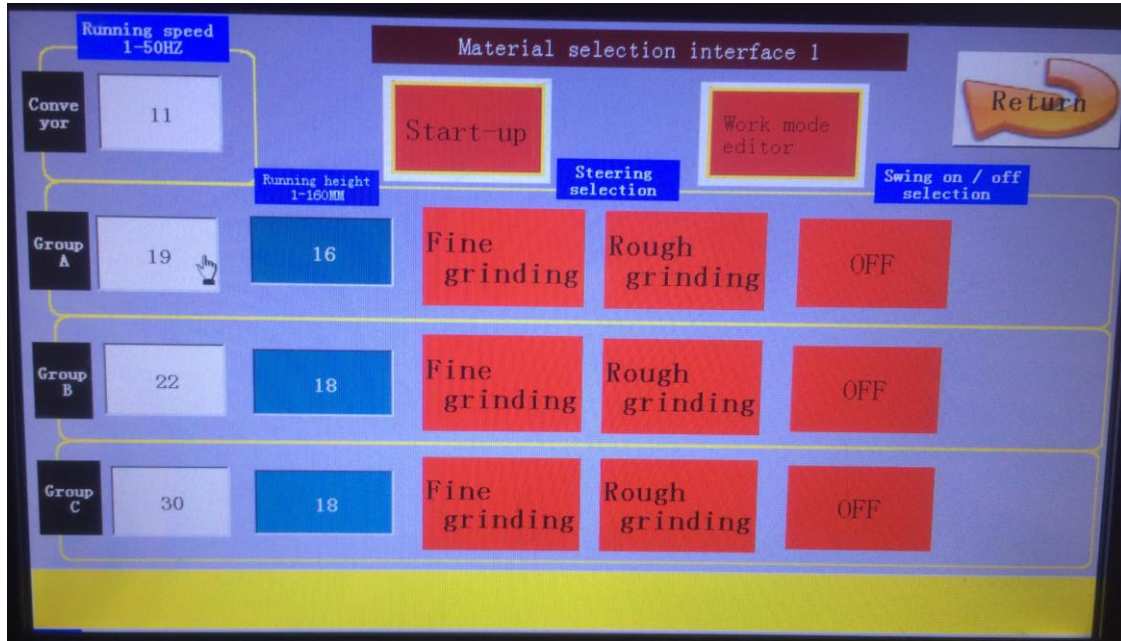 Running speed
1-50HZ
Material selection interface 1
Return
Conve
yor
11
Start-up
Work mode
editor
Running height
1-160MM
Steering
selection
Swing on / off
selection
Group
A
19
16
Fine
grinding
Rough
grinding
OFF
Group
B
22
18
Fine
grinding
Rough
grinding
OFF
Group
C
30
18
Fine
grinding
Rough
grinding
OFF